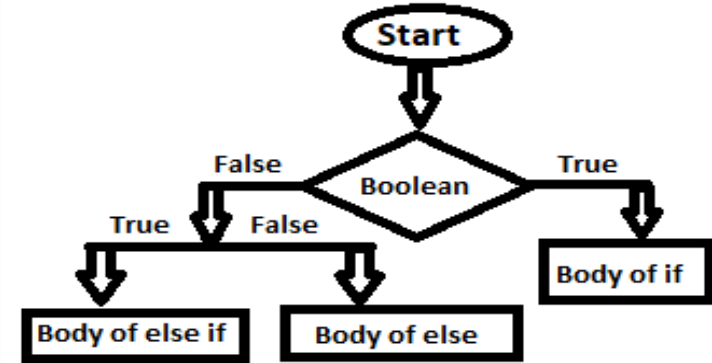 Start
False
True
Boolean
True
False
Body of if
Body of else if
Body of else